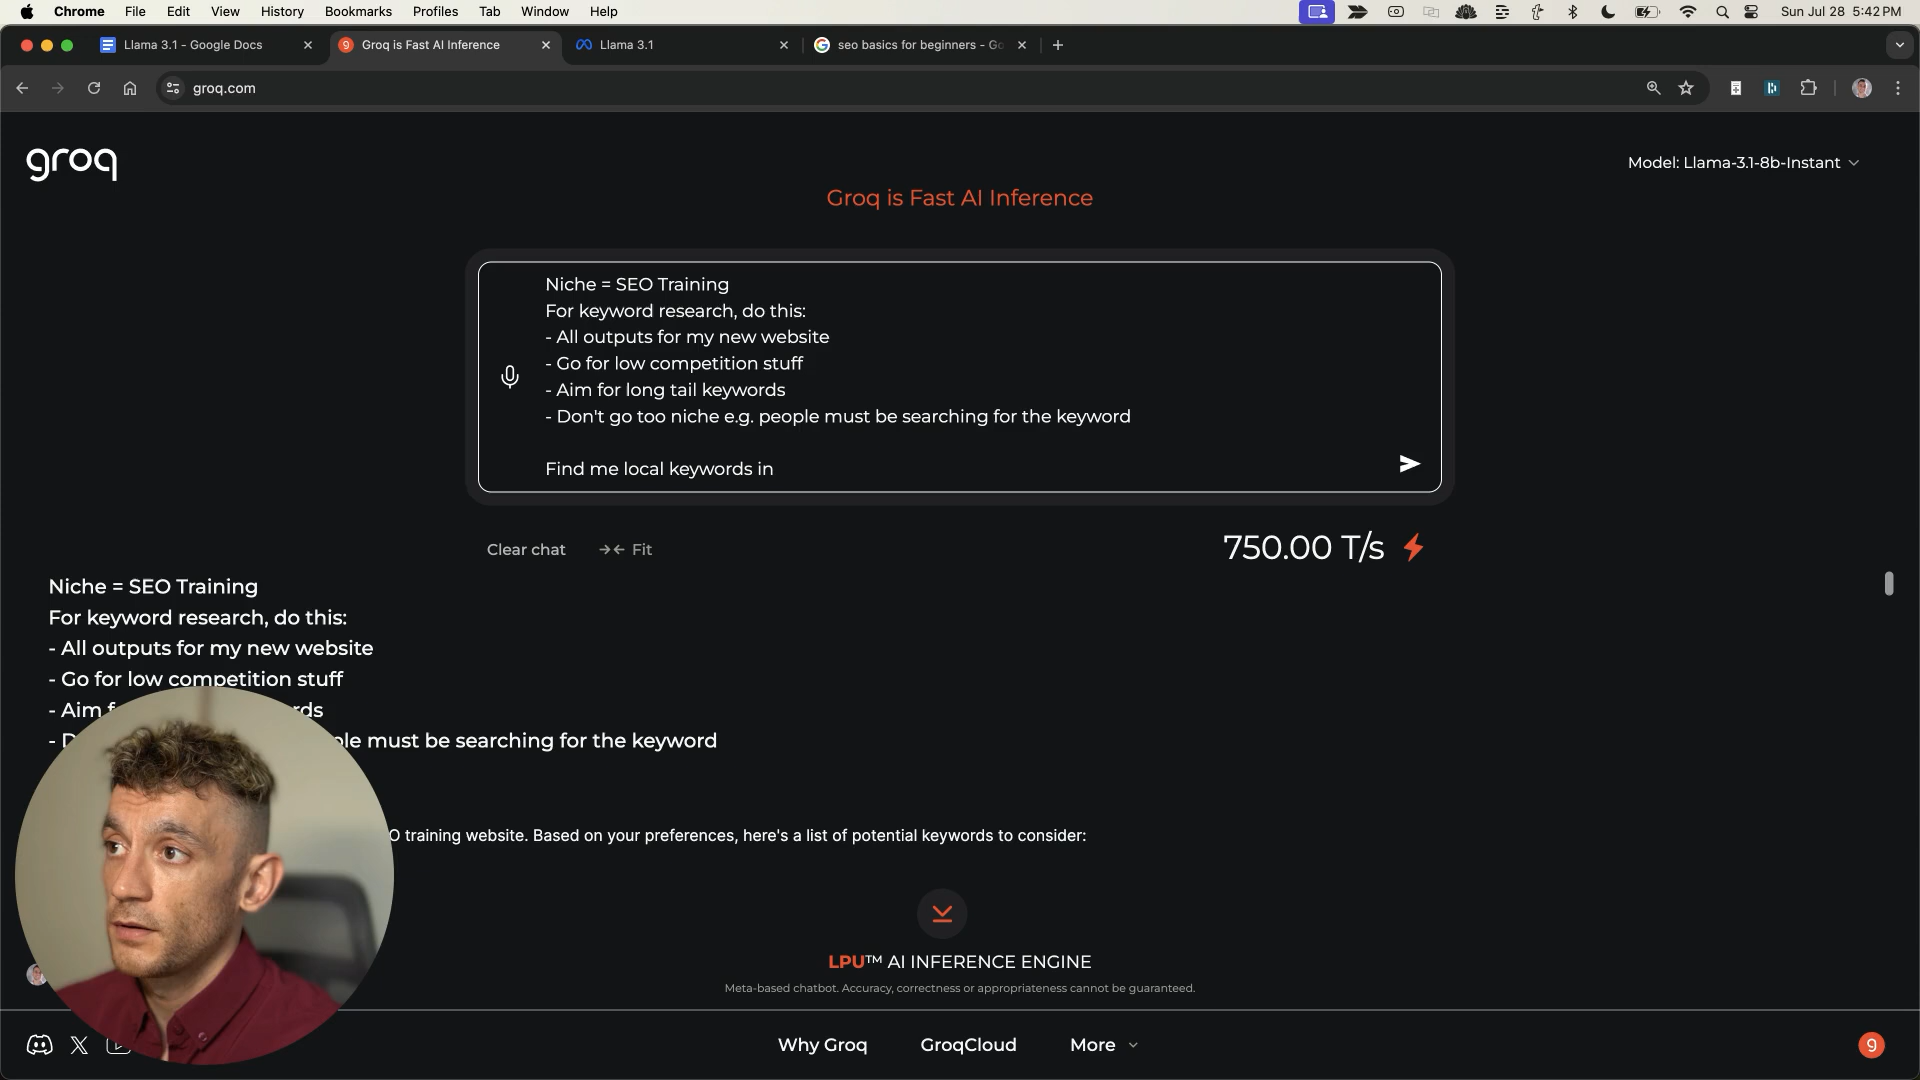 Chrome File Edit View History Bookmarks Profiles Tab Window Help Sun Jul 28 5:42 PM
Llama 3.1 - Google Docs Groq is Fast AI Inference Llama 3.1 seo basics for beginners - Go
groq.com
groq
Model: Llama-3.1-8b-Instant
Groq is Fast AI Inference
Niche = SEO Training
For keyword research, do this:
- All outputs for my new website
- Go for low competition stuff
- Aim for long tail keywords
- Don't go too niche e.g. people must be searching for the keyword
Find me local keywords in
Clear chat Fit 750.00 T/s
Niche = SEO Training
For keyword research, do this:
- All outputs for my new website
- Go for low competition stuff
- Aim
must be searching for the keyword
training website. Based on your preferences, here's a list of potential keywords to consider:
LPU™ AI INFERENCE ENGINE
Meta-based chatbot. Accuracy, correctness or appropriateness cannot be guaranteed.
Why Groq GroqCloud More